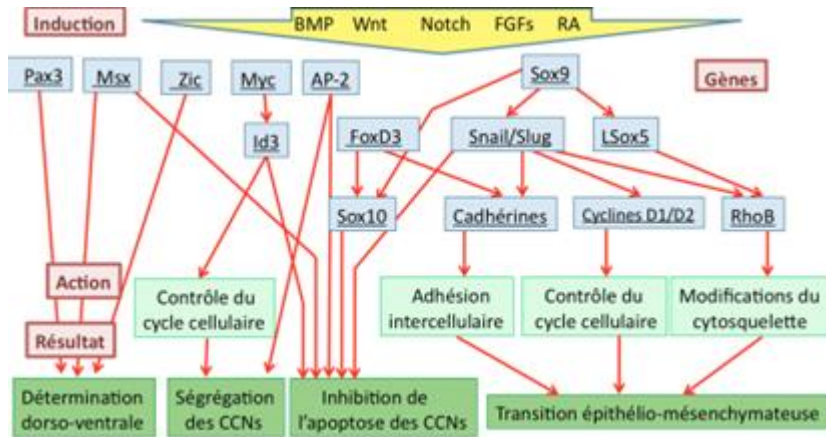 Induction
BMP Wnt Notch FGFs RA
Pax3 Msx Zic Myc AP-2 Sox9 Gènes
Id3 FoxD3 Snail/Slug LSox5
Sox10 Cadhérines Cyclines D1/D2 RhoB
Action
Contrôle du
cycle cellulaire
Adhésion
intercellulaire
Contrôle du
cycle cellulaire
Modifications du
cytosquelette
Résultat
Détermination
dorso-ventrale
Ségrégation
des CCNs
Inhibition de
l'apoptose des CCNs
Transition épithélio-mésenchymateuse